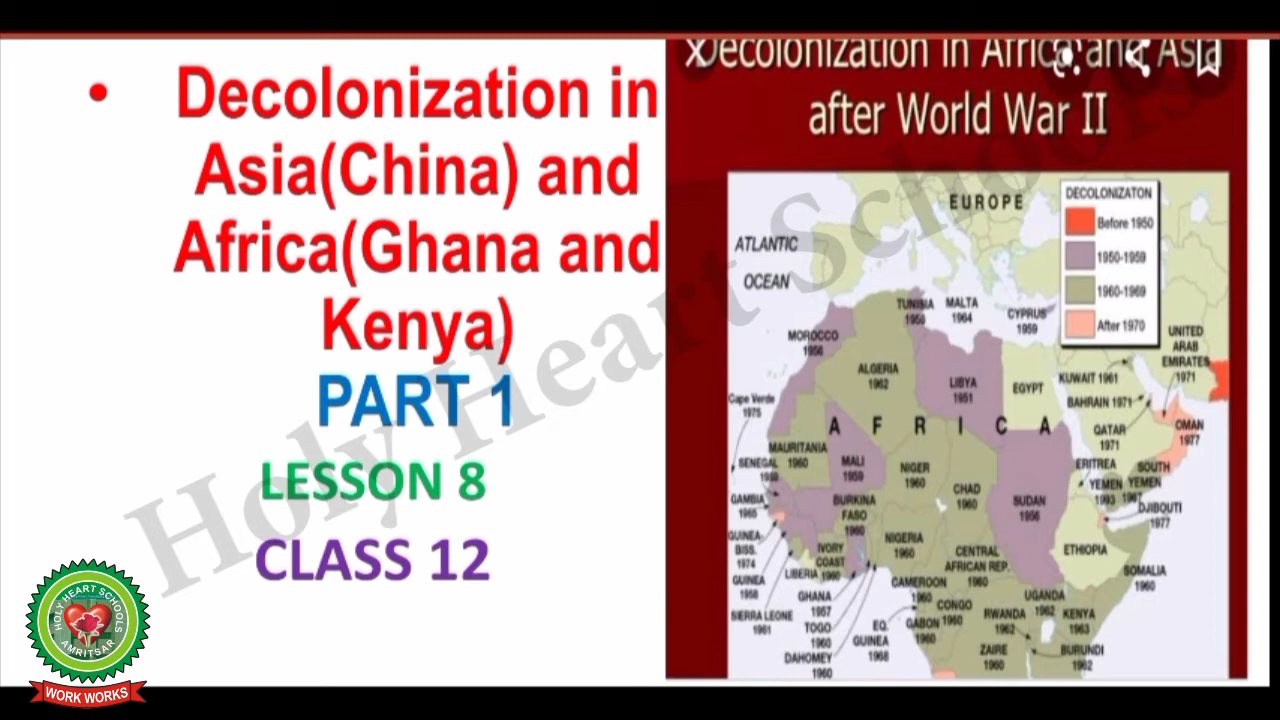 • Decolonization in
Asia(China) and
Africa(Ghana and
Kenya)
PART 1
LESSON 8
CLASS 12
Holy Heart Schools
HOLY HEART SCHOOLS
AMRITSAR
WORK WORKS
Decolonization in Africa and Asia
after World War II
EUROPE
DECOLONIZATON
Before 1950
1950-1959
1960-1969
After 1970
ATLANTIC
OCEAN
TUNISIA
1956
MALTA
1964
CYPRUS
1959
MOROCCO
1956
UNITED
ARAB
EMIRATES
1971
ALGERIA
1962
LIBYA
1951
EGYPT
KUWAIT 1961
BAHRAIN 1971
Cape Verde
1975
AFRICA
QATAR
1971
OMAN
1977
MAURITANIA
1960
SENEGAL
MALI
1959
NIGER
1960
CHAD
1960
SUDAN
1956
ERITREA
1993
SOUTH
YEMEN
YEMEN
1967
GAMBIA
1965
BURKINA
FASO
1960
DJIBOUTI
1977
GUINEA-
BISS.
1974
IVORY
COAST
1960
NIGERIA
1960
CENTRAL
AFRICAN REP.
1960
ETHIOPIA
SOMALIA
1960
GUINEA
1958
LIBERIA
CAMEROON
1960
UGANDA
1962
KENYA
1963
SIERRA LEONE
1961
GHANA
1957
CONGO
1960
RWANDA
1962
TOGO
1960
EQ.
GUINEA
1968
GABON
1960
ZAIRE
1960
BURUNDI
1962
DAHOMEY
1960